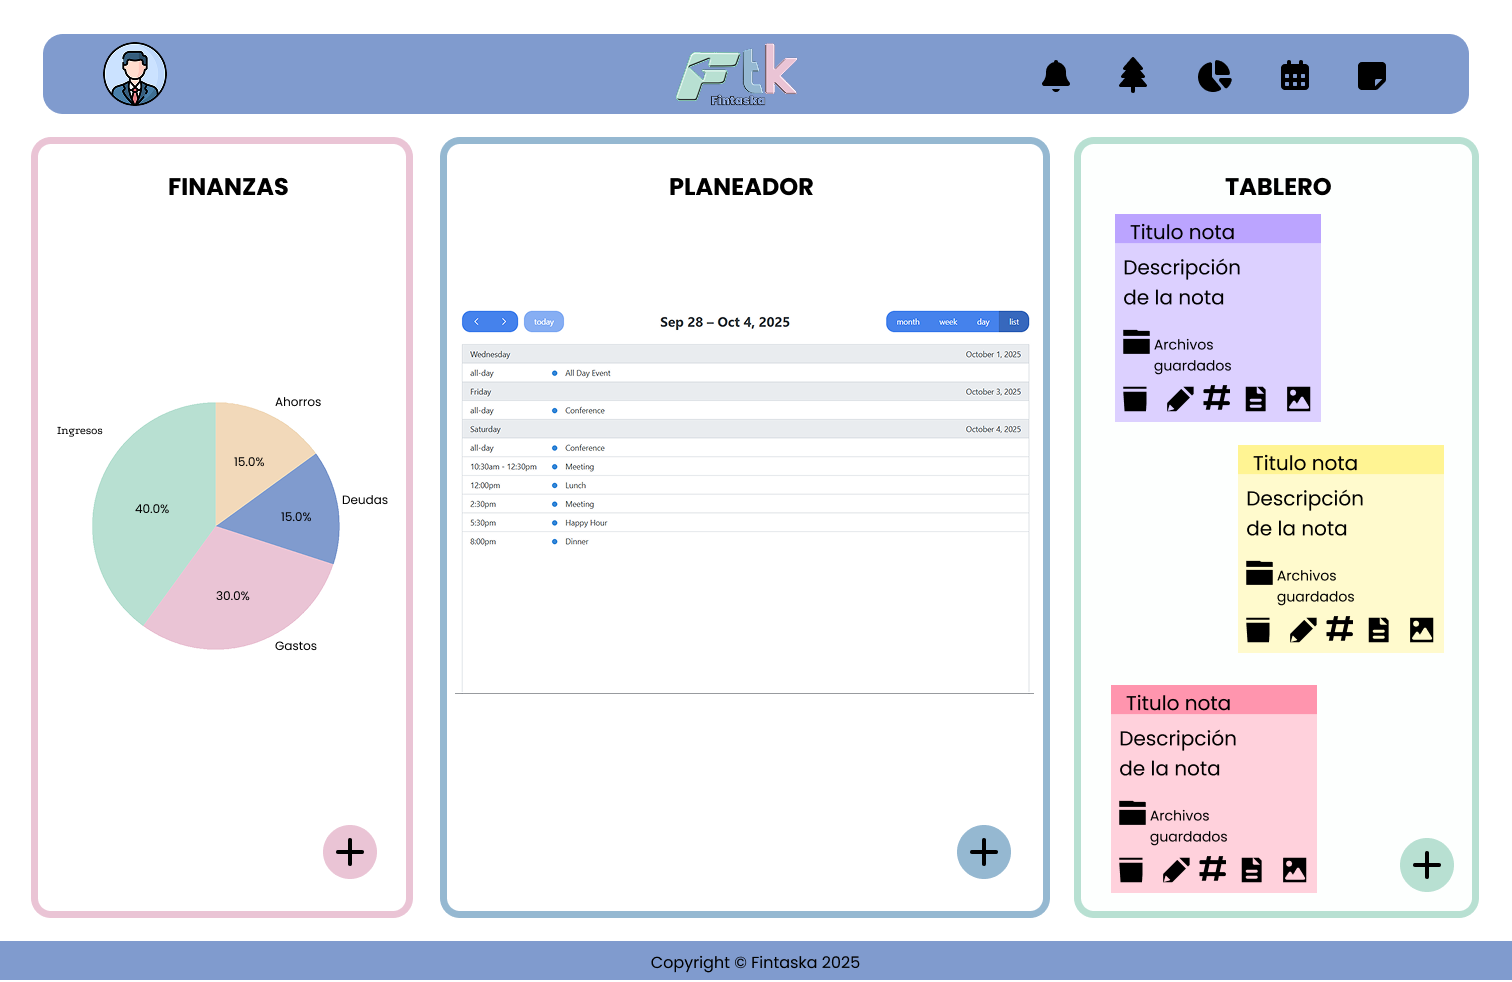 Ftk
Fintaska
FINANZAS
Ahorros
Ingresos
15.0%
Deudas
40.0%
15.0%
30.0%
Gastos
PLANEADOR
today
Sep 28 – Oct 4, 2025
month week day list
Wednesday October 1, 2025
all-day All Day Event
Friday October 3, 2025
all-day Conference
Saturday October 4, 2025
all-day Conference
10:30am - 12:30pm Meeting
12:00pm Lunch
2:30pm Meeting
5:30pm Happy Hour
8:00pm Dinner
TABLERO
Titulo nota
Descripción
de la nota
Archivos
guardados
Titulo nota
Descripción
de la nota
Archivos
guardados
Titulo nota
Descripción
de la nota
Archivos
guardados
Copyright © Fintaska 2025